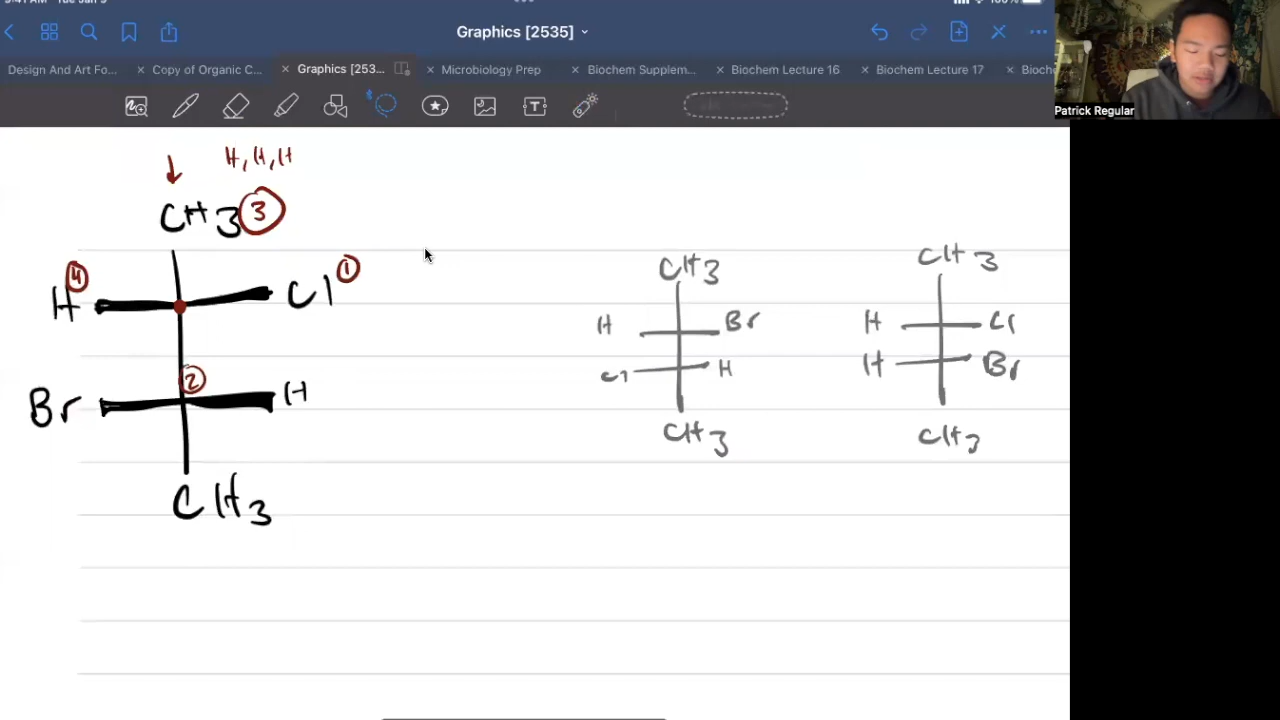 Graphics [2535]
Design And Art Fo...
Copy of Organic C...
Graphics [253...
Microbiology Prep
Biochem Supplem...
Biochem Lecture 16
Biochem Lecture 17
Patrick Regular
H, H, H
CH3 3
4 H Cl 1
2
Br H
CH3
CH3
H Br
Cl H
CH3
CH3
H Cl
H Br
CH3